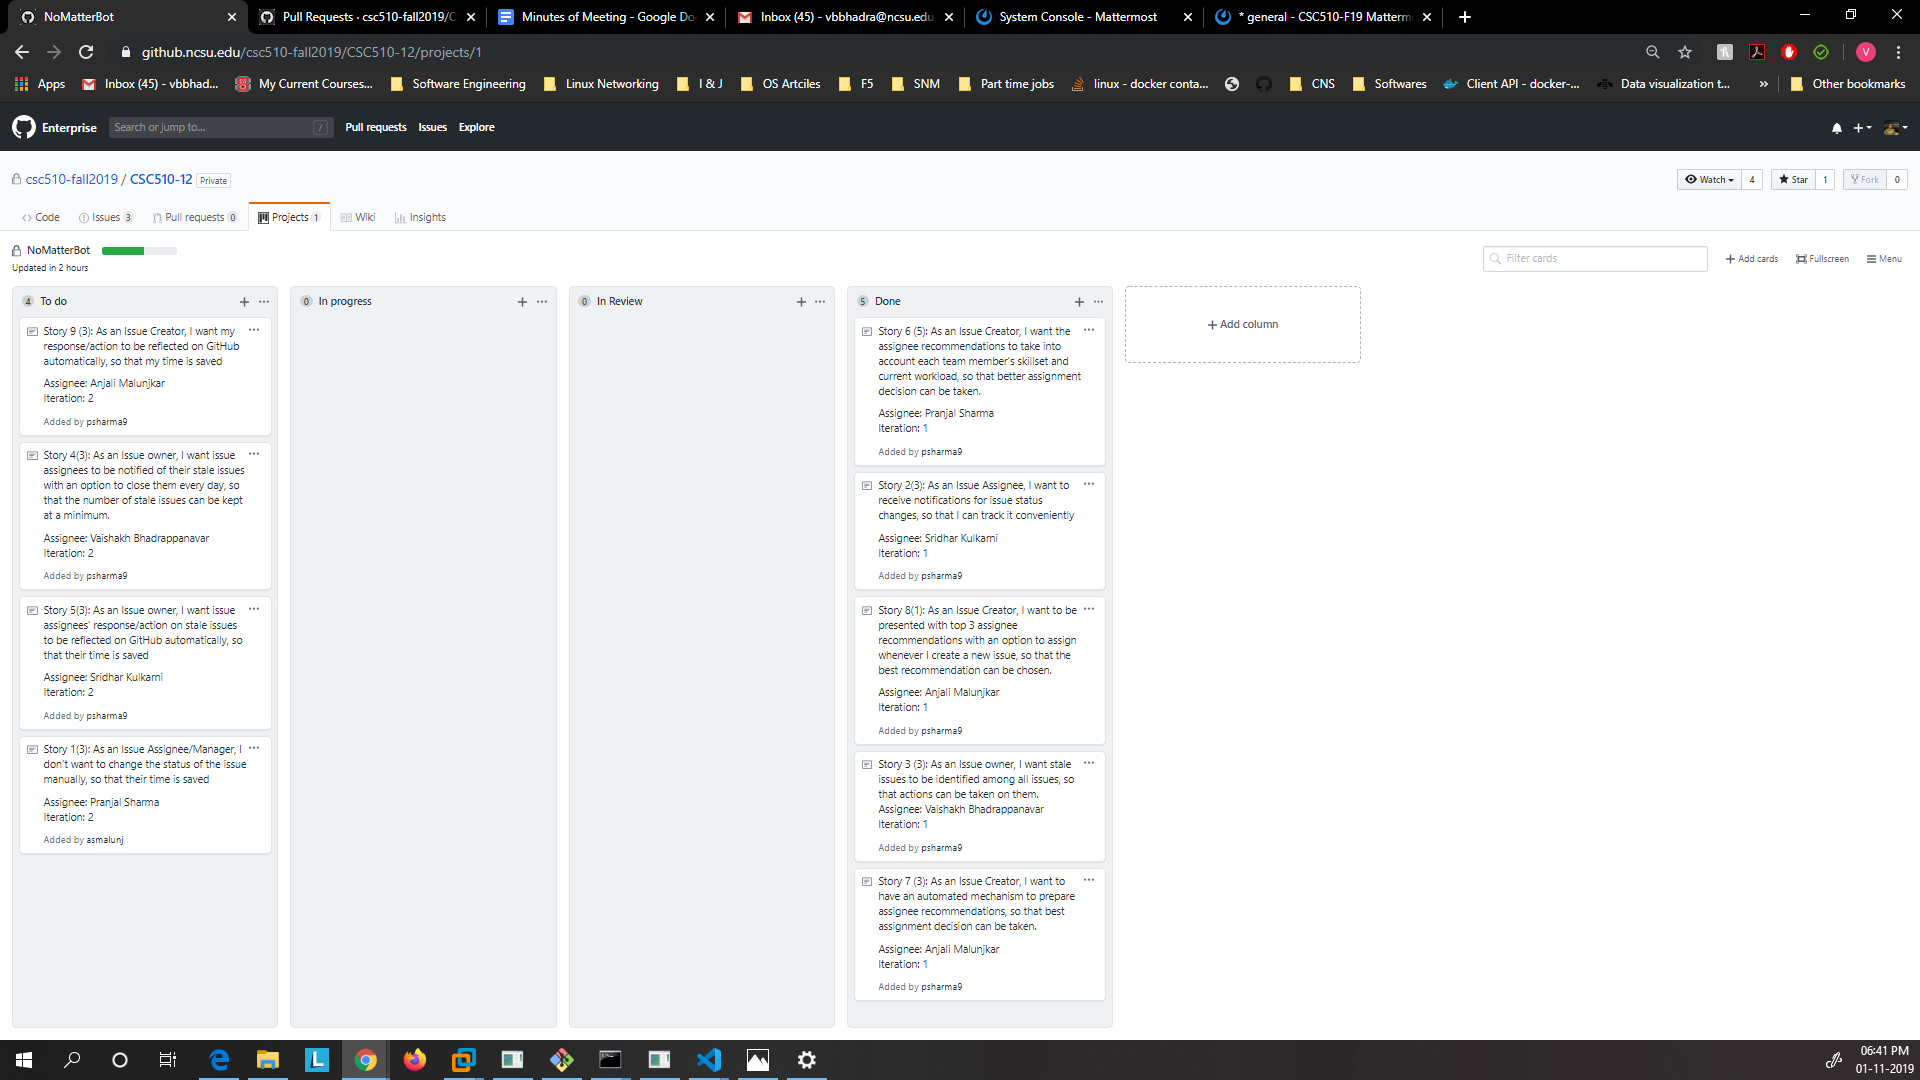 NoMatterBot
Pull Requests · csc510-fall2019/C
Minutes of Meeting - Google Do
Inbox (45) - vbbhadra@ncsu.edu
System Console - Mattermost
* general - CSC510-F19 Matterm
github.ncsu.edu/csc510-fall2019/CSC510-12/projects/1
V
Apps
Inbox (45) - vbbhad...
My Current Courses...
Software Engineering
Linux Networking
I & J
OS Artciles
F5
SNM
Part time jobs
linux - docker conta...
CNS
Softwares
Client API - docker-...
Data visualization t...
»
Other bookmarks
Enterprise
Search or jump to...
/
Pull requests
Issues
Explore
csc510-fall2019 / CSC510-12 Private
Watch 4
Star 1
Fork 0
Code
Issues 3
Pull requests 0
Projects 1
Wiki
Insights
NoMatterBot
Updated in 2 hours
Filter cards
Add cards
Fullscreen
Menu
4 To do
Story 9 (3): As an Issue Creator, I want my
response/action to be reflected on GitHub
automatically, so that my time is saved
Assignee: Anjali Malunjkar
Iteration: 2
Added by psharma9
Story 4(3): As an Issue owner, I want issue
assignees to be notified of their stale issues
with an option to close them every day, so
that the number of stale issues can be kept
at a minimum.
Assignee: Vaishakh Bhadrappanavar
Iteration: 2
Added by psharma9
Story 5(3): As an Issue owner, I want issue
assignees' response/action on stale issues
to be reflected on GitHub automatically, so
that their time is saved
Assignee: Sridhar Kulkarni
Iteration: 2
Added by psharma9
Story 1(3): As an Issue Assignee/Manager, I
don't want to change the status of the issue
manually, so that their time is saved
Assignee: Pranjal Sharma
Iteration: 2
Added by asmalunj
0 In progress
0 In Review
5 Done
Story 6 (5): As an Issue Creator, I want the
assignee recommendations to take into
account each team member's skillset and
current workload, so that better assignment
decision can be taken.
Assignee: Pranjal Sharma
Iteration: 1
Added by psharma9
Story 2(3): As an Issue Assignee, I want to
receive notifications for issue status
changes, so that I can track it conveniently
Assignee: Sridhar Kulkarni
Iteration: 1
Added by psharma9
Story 8(1): As an Issue Creator, I want to be
presented with top 3 assignee
recommendations with an option to assign
whenever I create a new issue, so that the
best recommendation can be chosen.
Assignee: Anjali Malunjkar
Iteration: 1
Added by psharma9
Story 3 (3): As an Issue owner, I want stale
issues to be identified among all issues, so
that actions can be taken on them.
Assignee: Vaishakh Bhadrappanavar
Iteration: 1
Added by psharma9
Story 7 (3): As an Issue Creator, I want to
have an automated mechanism to prepare
assignee recommendations, so that best
assignment decision can be taken.
Assignee: Anjali Malunjkar
Iteration: 1
Added by psharma9
Add column
L
06:41 PM
01-11-2019